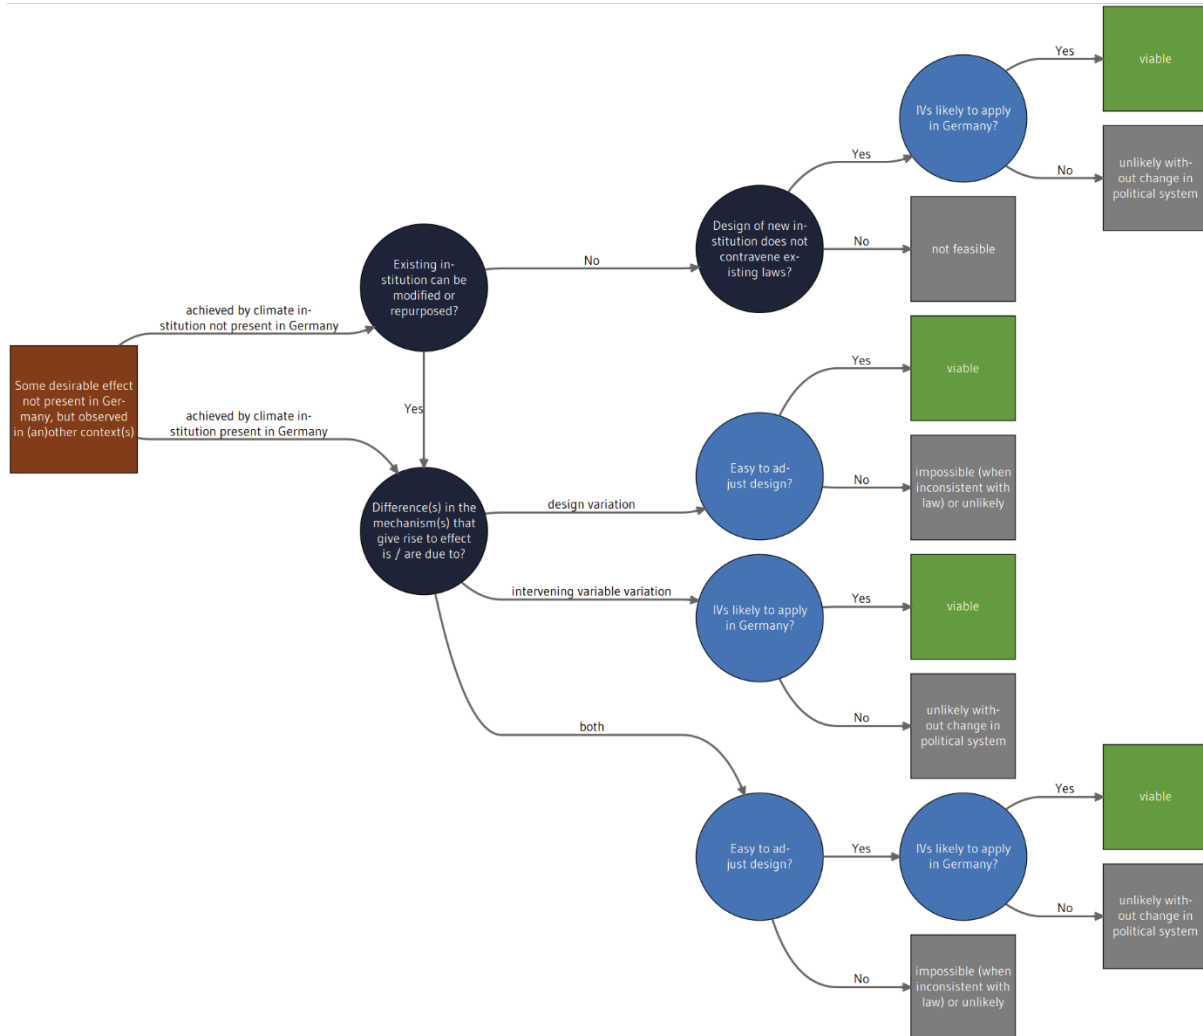 Some desirable effect
not present in Ger-
many, but observed
in (an)other context(s)
achieved by climate in-
stitution not present in Germany
achieved by climate in-
stitution present in Germany
Existing in-
stitution can be
modified or
repurposed?
No
Yes
Design of new in-
stitution does not
contravene ex-
isting laws?
Yes
No
IVs likely to apply
in Germany?
Yes
No
viable
unlikely with-
out change in
political system
not feasible
Difference(s) in the
mechanism(s) that
give rise to effect
is / are due to?
design variation
intervening variable variation
both
Easy to ad-
just design?
Yes
No
viable
impossible (when
inconsistent with
law) or unlikely
IVs likely to apply
in Germany?
Yes
No
viable
unlikely with-
out change in
political system
Easy to ad-
just design?
Yes
No
IVs likely to apply
in Germany?
Yes
No
viable
unlikely with-
out change in
political system
impossible (when
inconsistent with
law) or unlikely